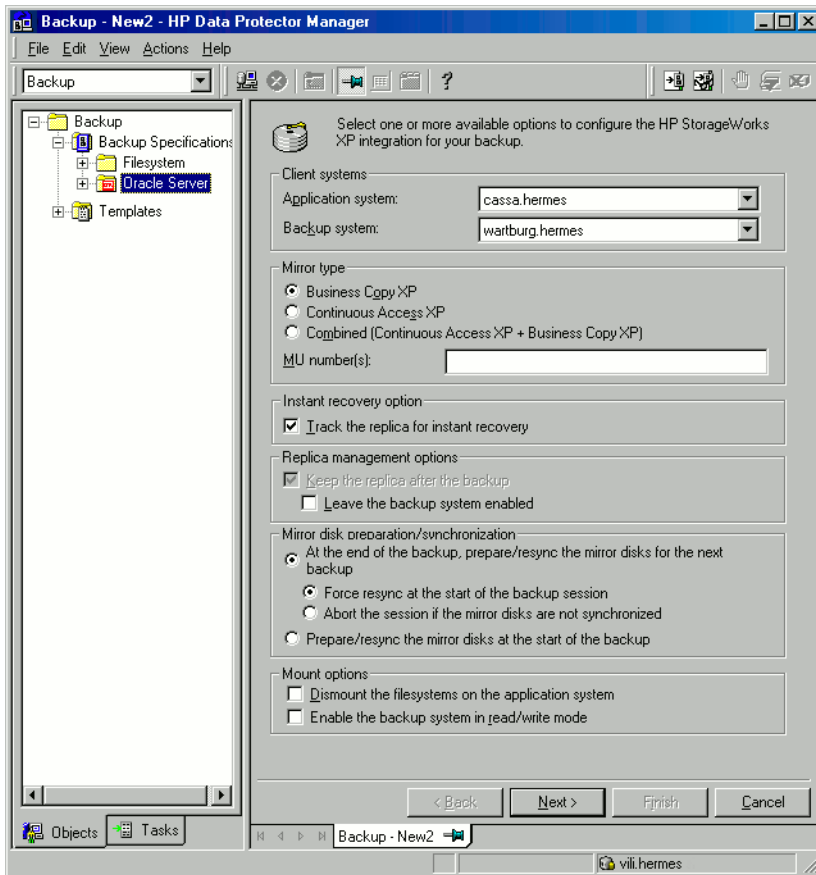 Backup - New2 - HP Data Protector Manager
File Edit View Actions Help
Backup
?
Backup
Backup Specifications
Filesystem
Oracle Server
Templates
Select one or more available options to configure the HP StorageWorks
XP integration for your backup.
Client systems
Application system:
cassa.hermes
Backup system:
wartburg.hermes
Mirror type
Business Copy XP
Continuous Access XP
Combined (Continuous Access XP + Business Copy XP)
MU number(s):
Instant recovery option
Track the replica for instant recovery
Replica management options
Keep the replica after the backup
Leave the backup system enabled
Mirror disk preparation/synchronization
At the end of the backup, prepare/resync the mirror disks for the next
backup
Force resync at the start of the backup session
Abort the session if the mirror disks are not synchronized
Prepare/resync the mirror disks at the start of the backup
Mount options
Dismount the filesystems on the application system
Enable the backup system in read/write mode
< Back
Next >
Finish
Cancel
Objects
Tasks
Backup - New2
vili.hermes